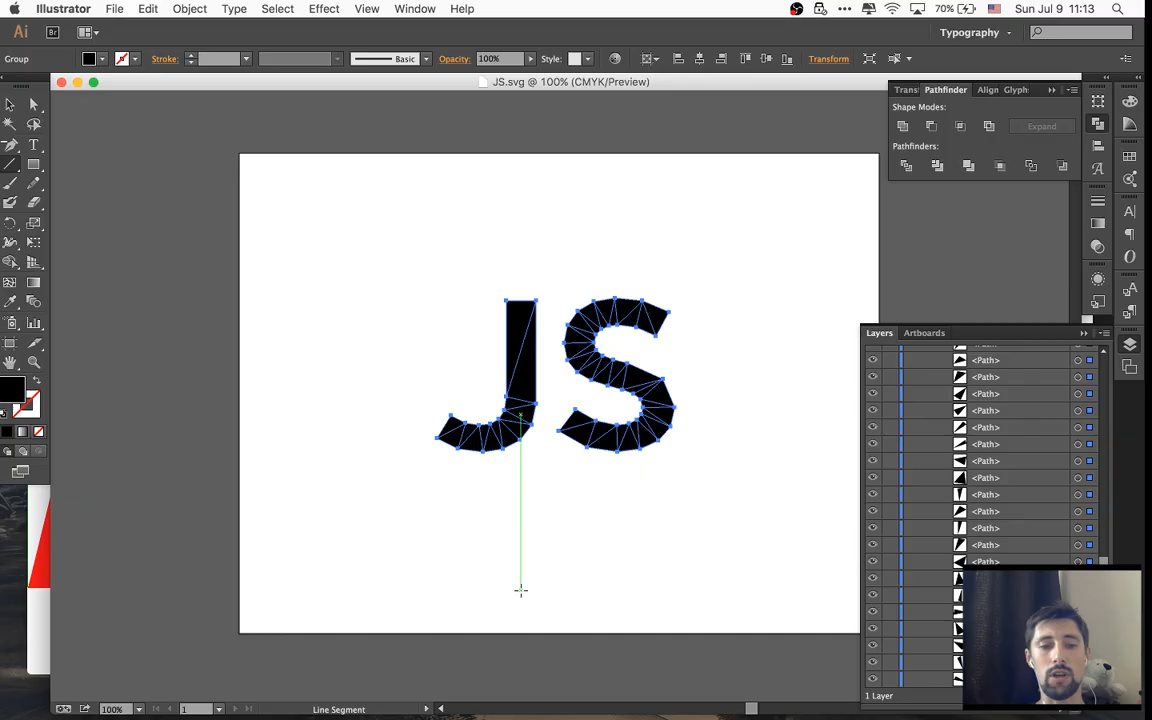 Illustrator File Edit Object Type Select Effect View Window Help 70% Sun Jul 9 11:13
Ai Br Typography
Group Stroke: Basic Opacity: 100% Style: Transform
JS.svg @ 100% (CMYK/Preview)
Trans Pathfinder Align Glyph
Shape Modes:
Expand
Pathfinders:
JS
Layers Artboards
<Path>
<Path>
<Path>
<Path>
<Path>
<Path>
<Path>
<Path>
<Path>
<Path>
<Path>
<Path>
<Path>
1 Layer
100% 1 Line Segment